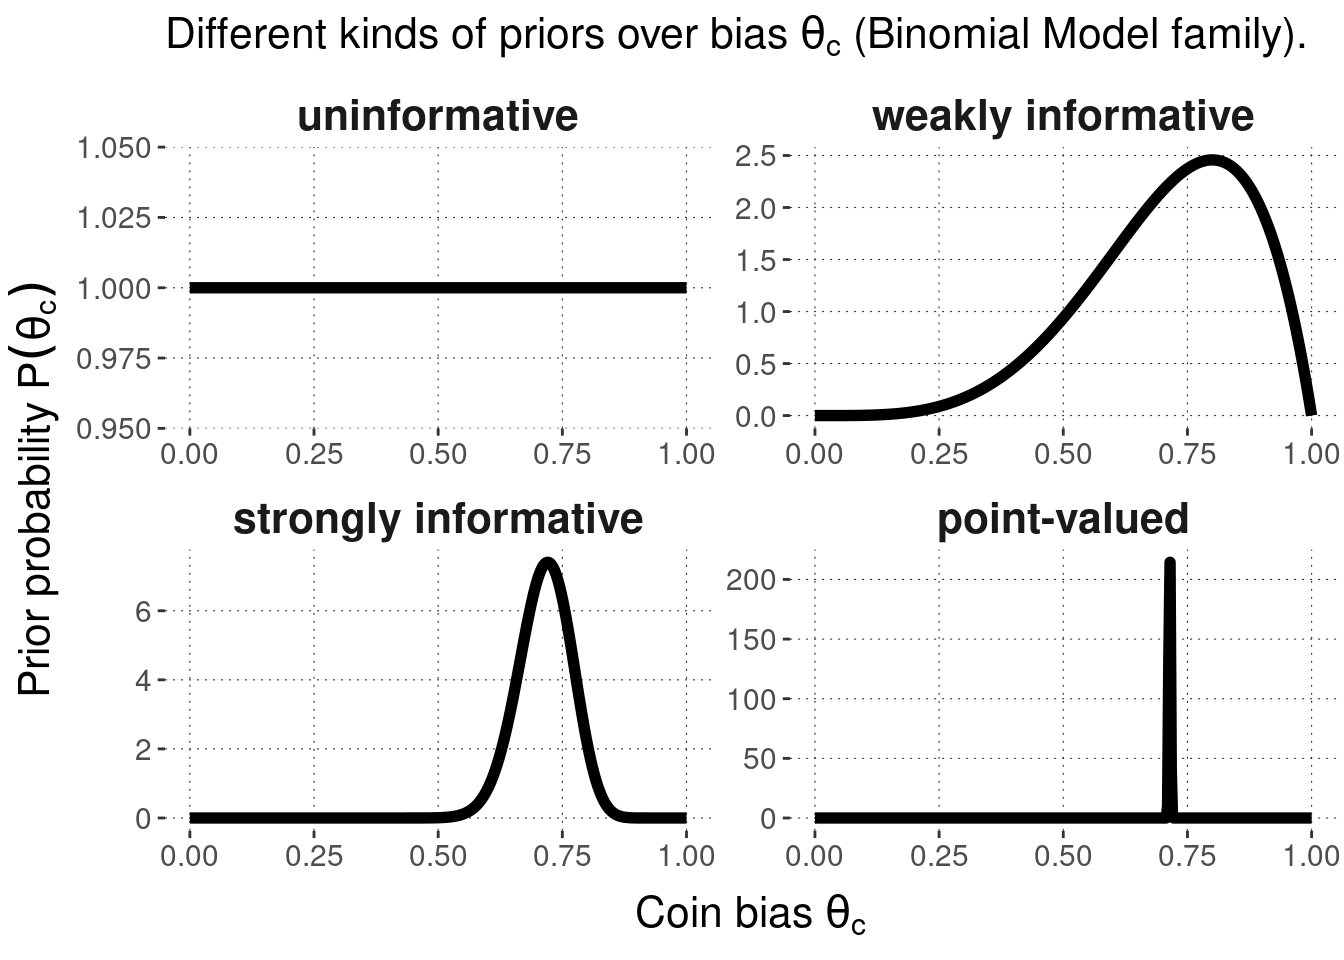 Different kinds of priors over bias θc (Binomial Model family).
Prior probability P(θc)
uninformative
1.050
1.025
1.000
0.975
0.950
0.00 0.25 0.50 0.75 1.00
weakly informative
2.5
2.0
1.5
1.0
0.5
0.0
0.00 0.25 0.50 0.75 1.00
strongly informative
6
4
2
0
0.00 0.25 0.50 0.75 1.00
point-valued
200
150
100
50
0
0.00 0.25 0.50 0.75 1.00
Coin bias θc